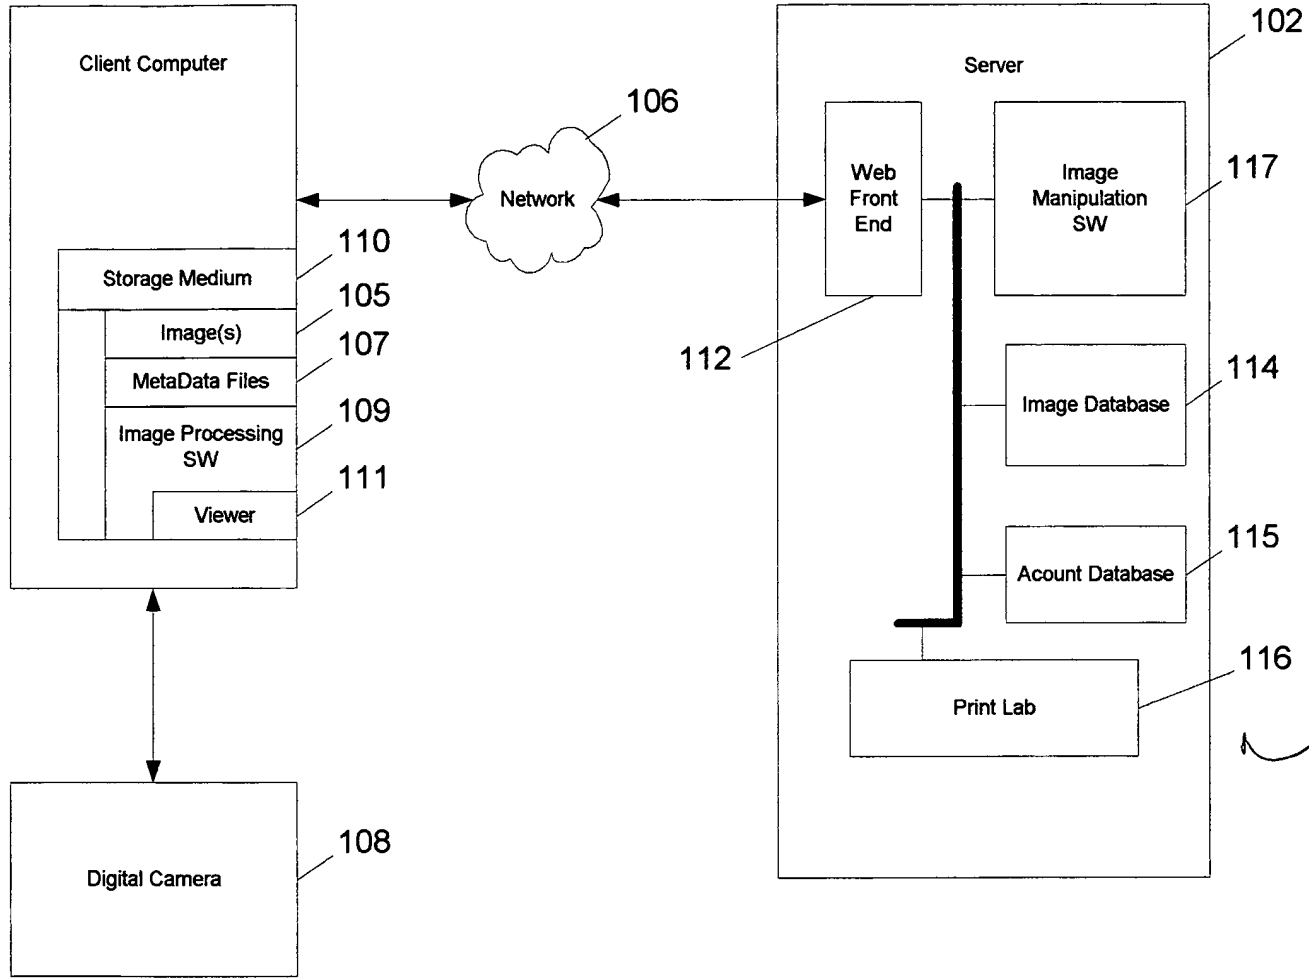 Client Computer
110
Storage Medium
105
Image(s)
107
MetaData Files
109
Image Processing
SW
111
Viewer
108
Digital Camera
106
Network
102
Server
Web
Front
End
112
Image
Manipulation
SW
117
Image Database
114
Acount Database
115
Print Lab
116